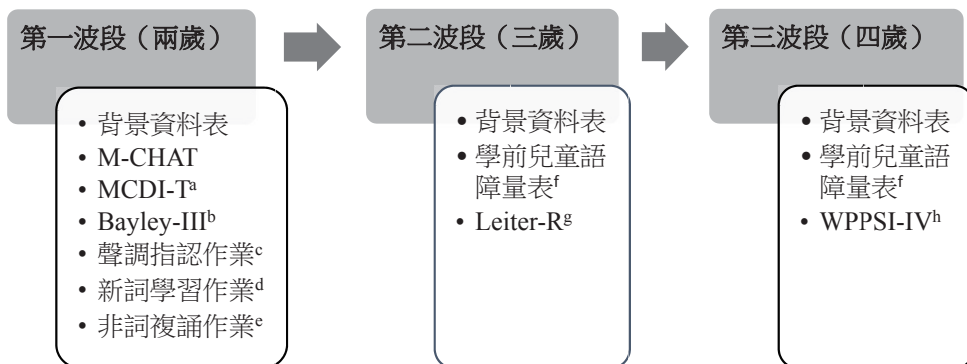 第一波段（兩歲）
• 背景資料表
• M-CHAT
• MCDI-Tᵃ
• Bayley-IIIᵇ
• 聲調指認作業ᶜ
• 新詞學習作業ᵈ
• 非詞複誦作業ᵉ
第二波段（三歲）
• 背景資料表
• 學前兒童語
障量表ᶠ
• Leiter-Rᵍ
第三波段（四歲）
• 背景資料表
• 學前兒童語
障量表ᶠ
• WPPSI-IVʰ